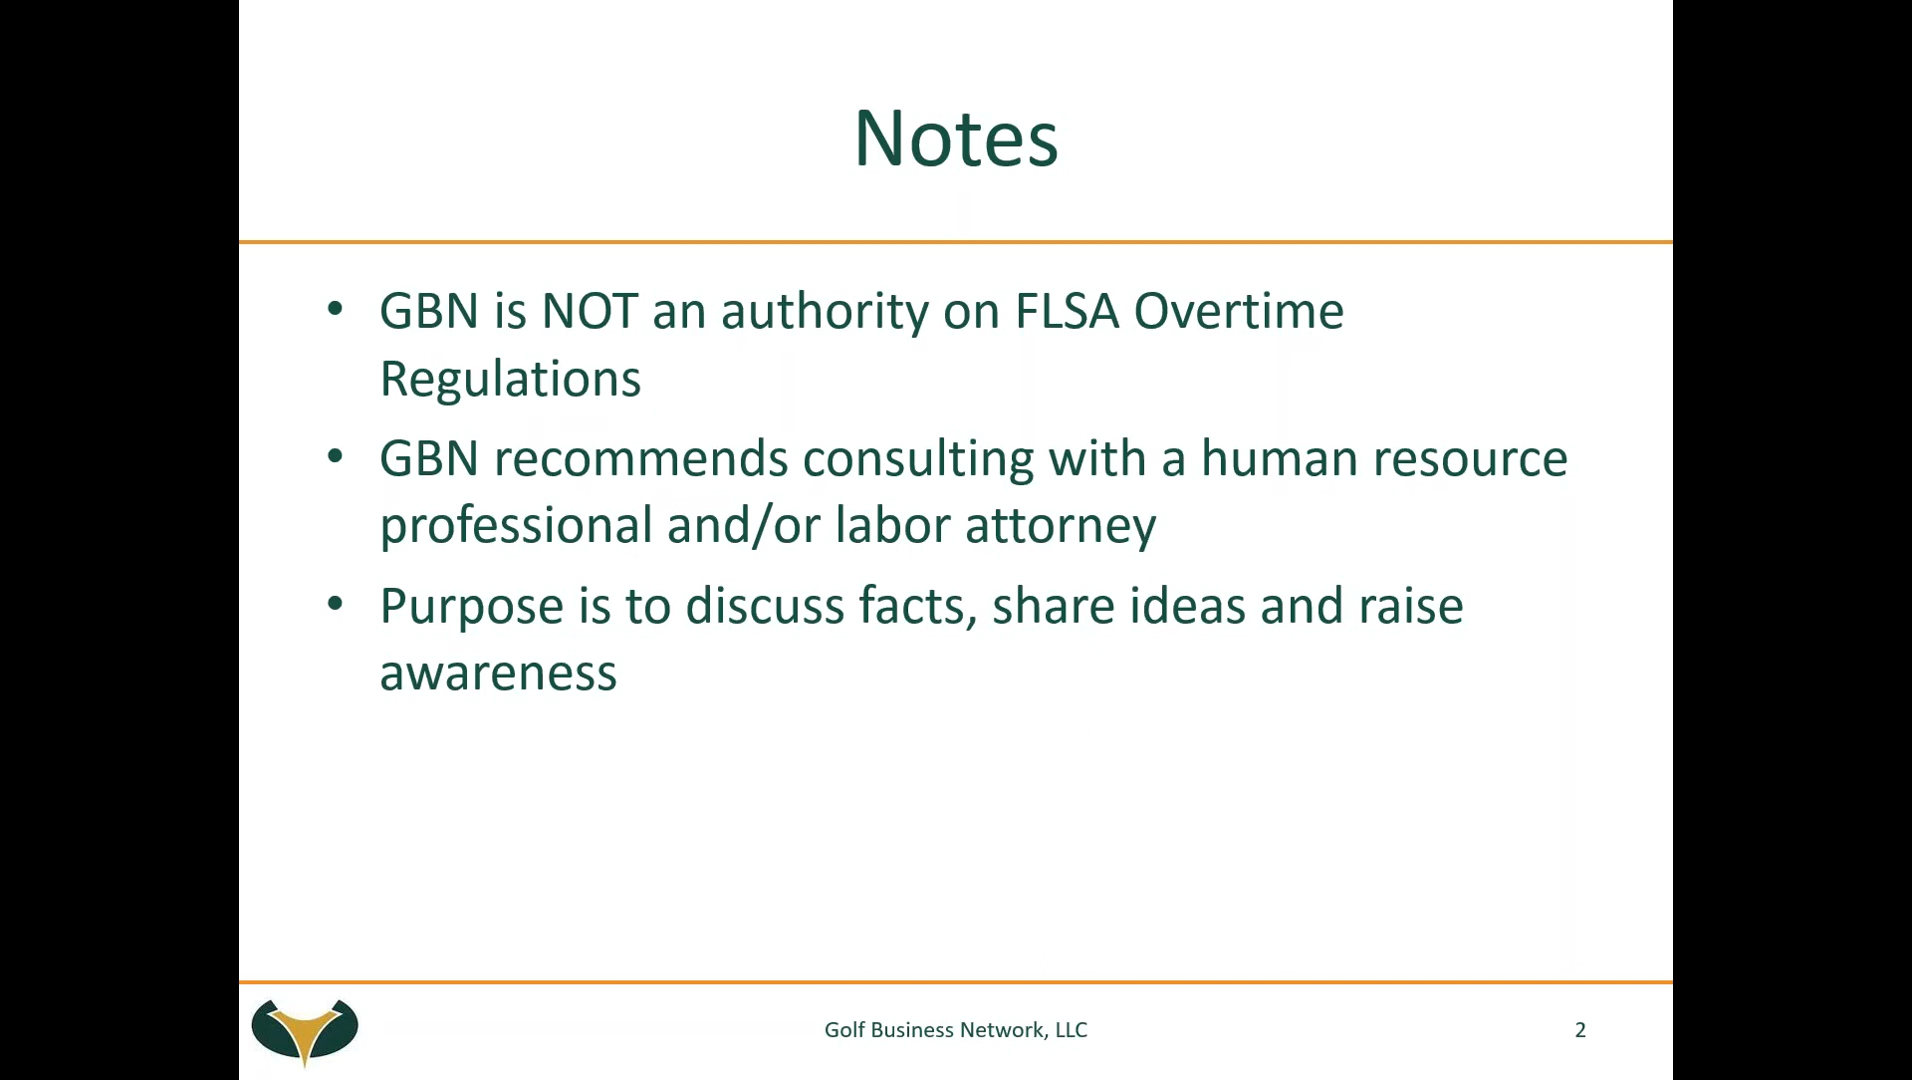 Notes
• GBN is NOT an authority on FLSA Overtime
Regulations
• GBN recommends consulting with a human resource
professional and/or labor attorney
• Purpose is to discuss facts, share ideas and raise
awareness
Golf Business Network, LLC
2